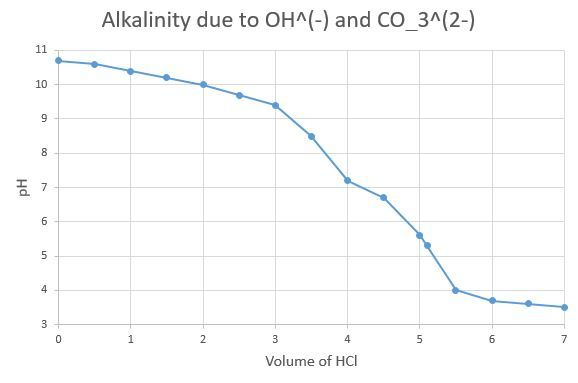 Alkalinity due to OH^(-) and CO_3^(2-)
11
10
9
8
7
6
5
4
3
pH
0 1 2 3 4 5 6 7
Volume of HCl